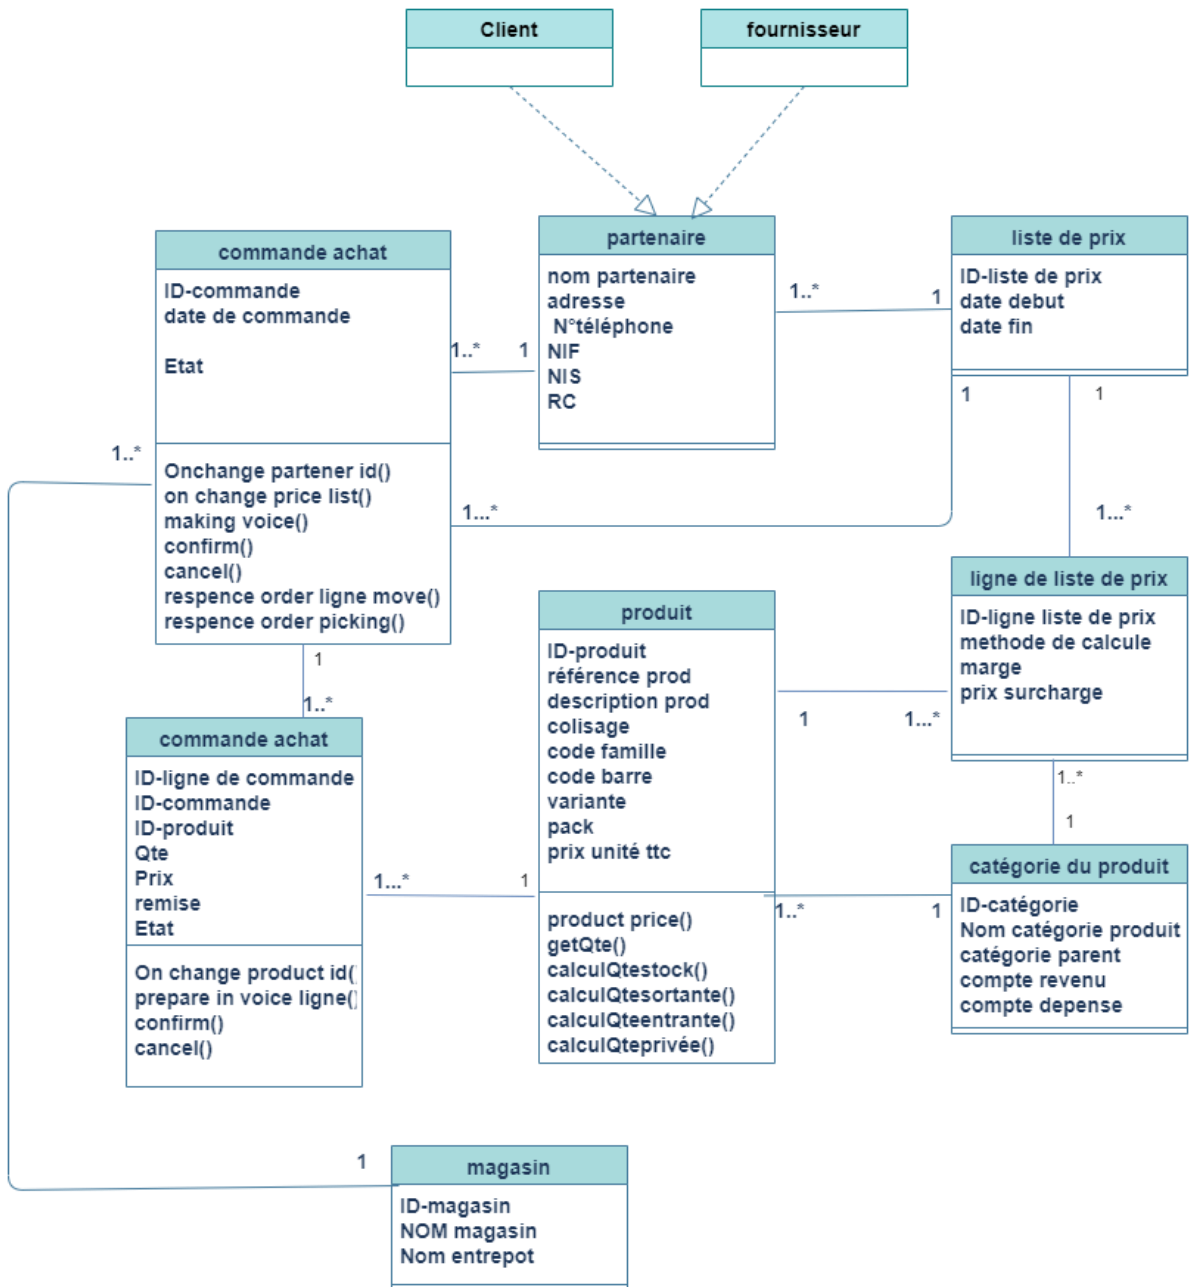 Client
fournisseur
commande achat
ID-commande
date de commande
Etat
Onchange partener id()
on change price list()
making voice()
confirm()
cancel()
respence order ligne move()
respence order picking()
partenaire
nom partenaire
adresse
N°téléphone
NIF
NIS
RC
liste de prix
ID-liste de prix
date debut
date fin
1..*
1
1..*
1
1
1
1..*
1...*
1...*
ligne de liste de prix
ID-ligne liste de prix
methode de calcule
marge
prix surcharge
produit
ID-produit
référence prod
description prod
colisage
code famille
code barre
variante
pack
prix unité ttc
product price()
getQte()
calculQtestock()
calculQtesortante()
calculQteentrante()
calculQteprivée()
1
1...*
1
1..*
commande achat
ID-ligne de commande
ID-commande
ID-produit
Qte
Prix
remise
Etat
On change product id(
prepare in voice ligne()
confirm()
cancel()
1..*
1
1...*
1
1..*
1
catégorie du produit
ID-catégorie
Nom catégorie produit
catégorie parent
compte revenu
compte depense
1
magasin
ID-magasin
NOM magasin
Nom entrepot